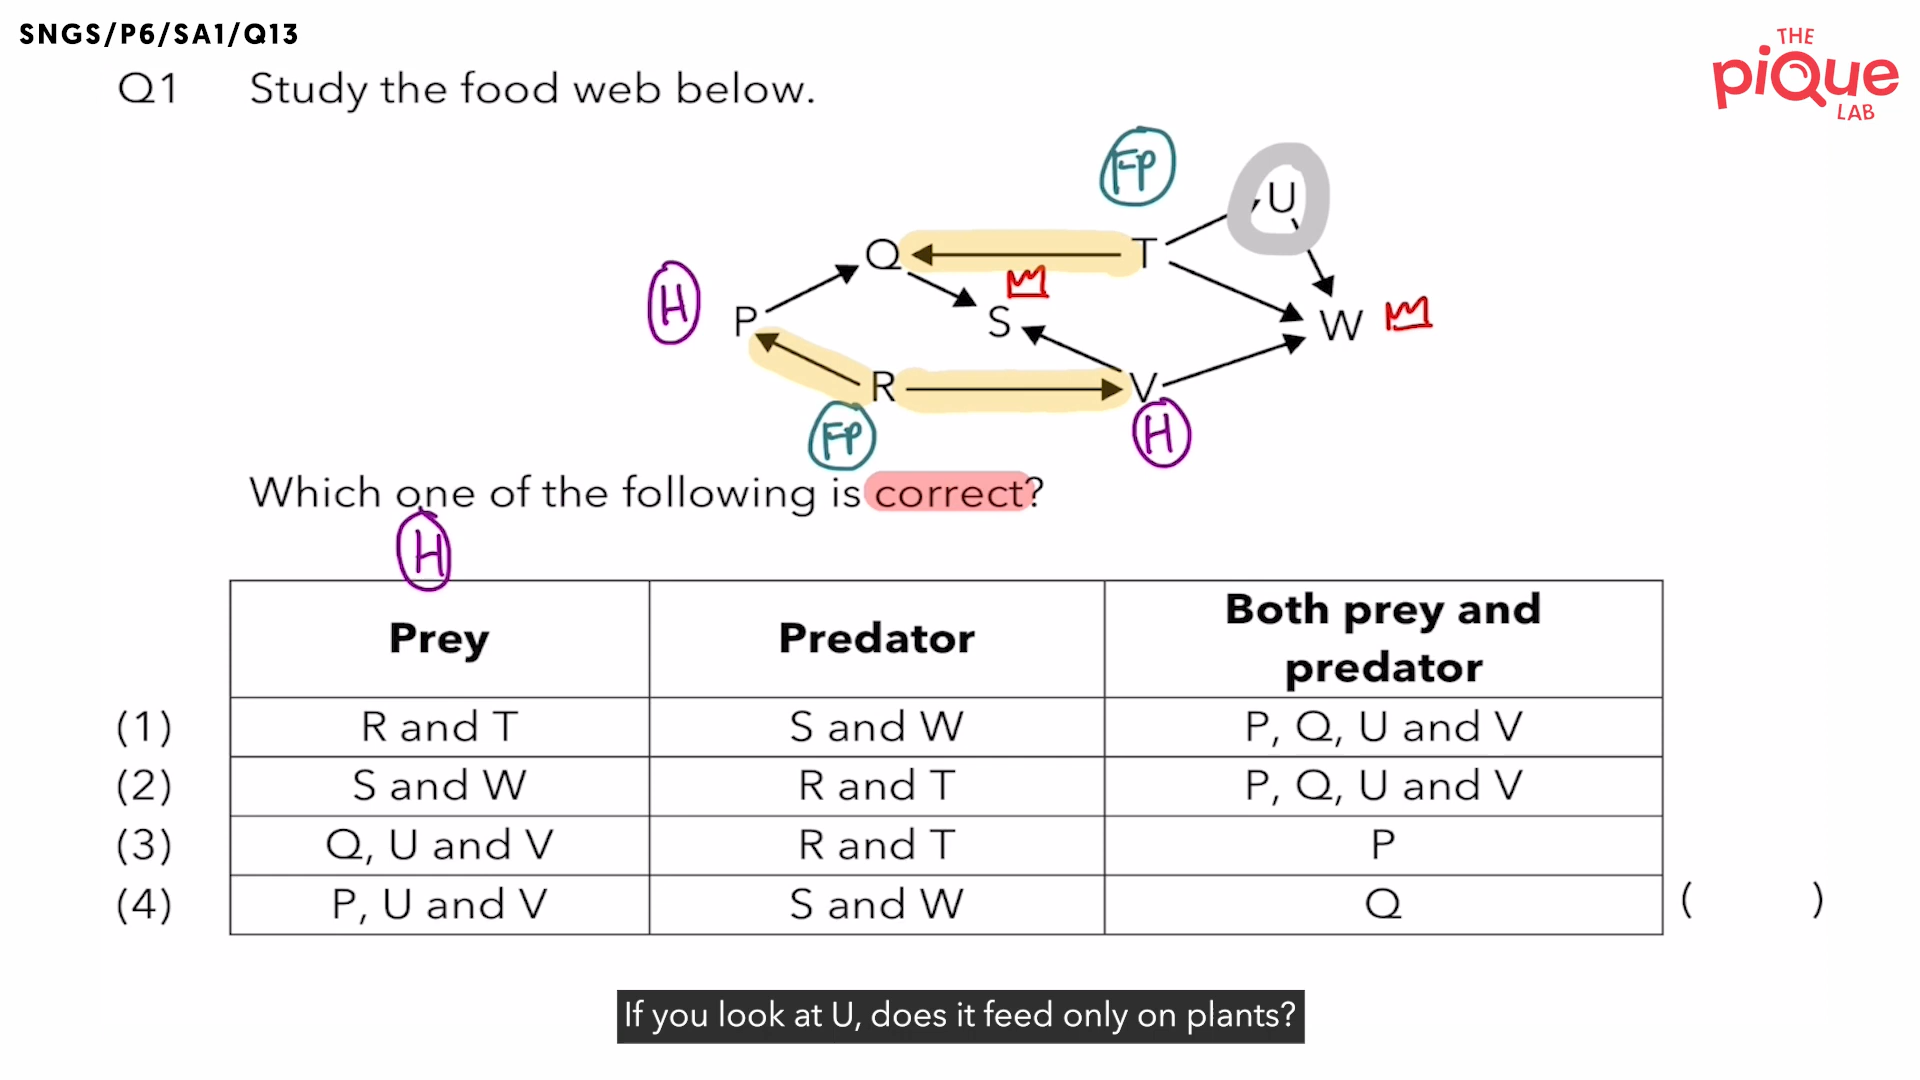 SNGS/P6/SA1/Q13
THE
pique
LAB
Q1 Study the food web below.
FP
U
Q T
H P S W
R V
FP H
Which one of the following is correct?
H
Prey Predator Both prey and predator
(1) R and T S and W P, Q, U and V
(2) S and W R and T P, Q, U and V
(3) Q, U and V R and T P
(4) P, U and V S and W Q ( )
If you look at U, does it feed only on plants?